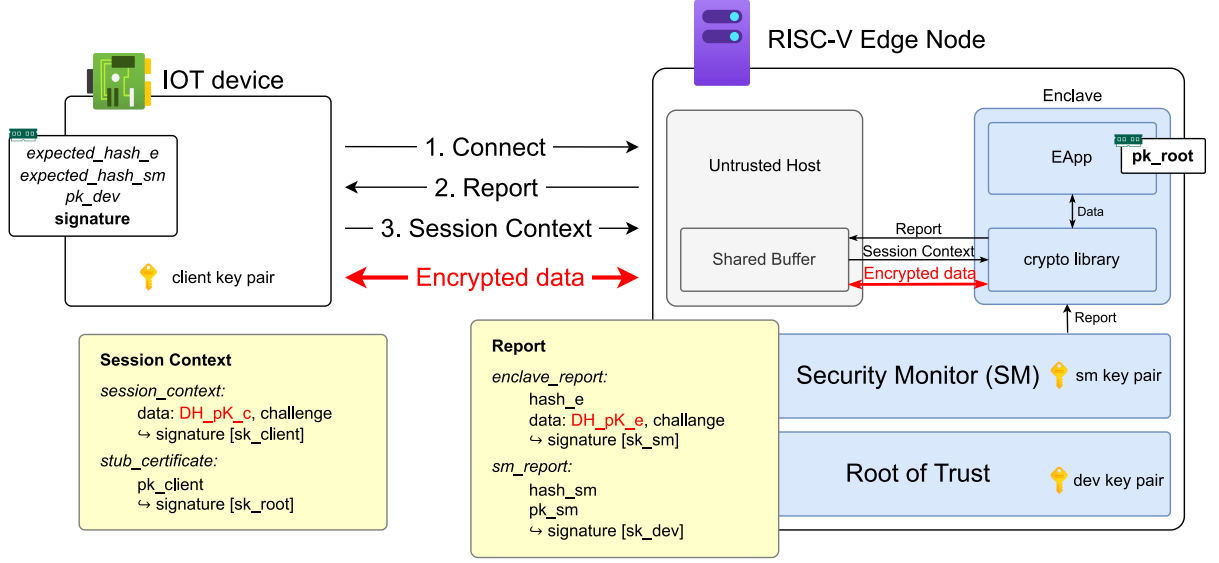 RISC-V Edge Node
IOT device
expected_hash_e
expected_hash_sm
pk_dev
signature
client key pair
1. Connect
2. Report
3. Session Context
Encrypted data
Untrusted Host
Shared Buffer
Report
Session Context
Encrypted data
Enclave
EApp
pk_root
Data
crypto library
Report
Security Monitor (SM)
sm key pair
Root of Trust
dev key pair
Session Context
session_context:
data: DH_pK_c, challenge
↪ signature [sk_client]
stub_certificate:
pk_client
↪ signature [sk_root]
Report
enclave_report:
hash_e
data: DH_pK_e, challange
↪ signature [sk_sm]
sm_report:
hash_sm
pk_sm
↪ signature [sk_dev]